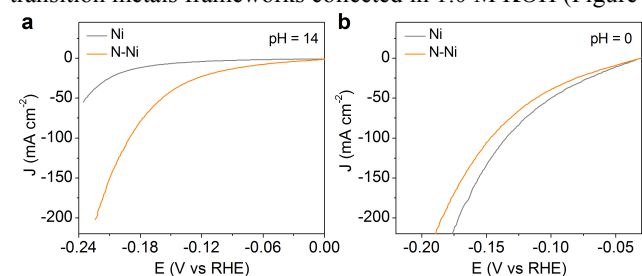 transition metals frameworks collected in 1.0 M KOH (Figure
a
b
Ni
N-Ni
pH = 14
Ni
N-Ni
pH = 0
J (mA cm-2)
0
-50
-100
-150
-200
-0.24
-0.18
-0.12
-0.06
0.00
E (V vs RHE)
J (mA cm-2)
0
-50
-100
-150
-200
-0.20
-0.15
-0.10
-0.05
E (V vs RHE)